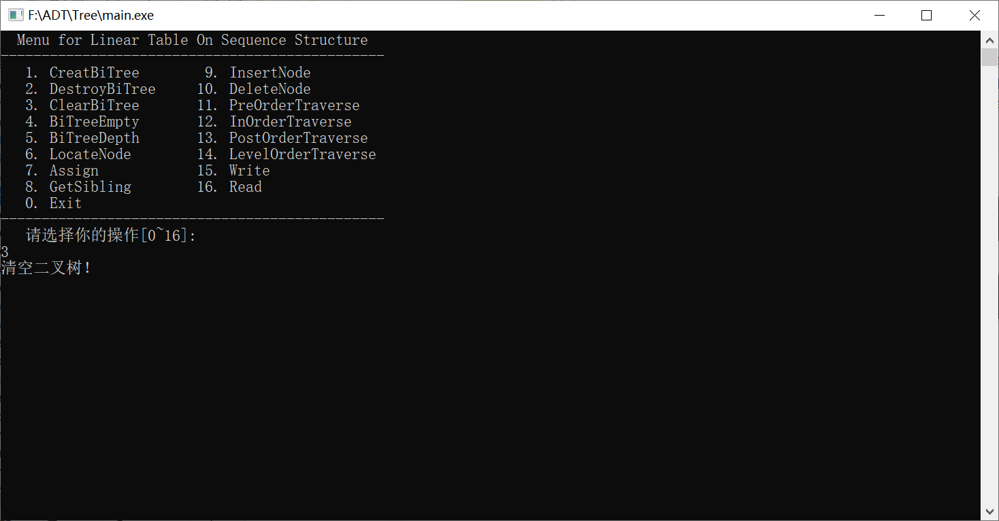 F:\ADT\Tree\main.exe
Menu for Linear Table On Sequence Structure
-----------------------------------------------
1. CreatBiTree 9. InsertNode
2. DestroyBiTree 10. DeleteNode
3. ClearBiTree 11. PreOrderTraverse
4. BiTreeEmpty 12. InOrderTraverse
5. BiTreeDepth 13. PostOrderTraverse
6. LocateNode 14. LevelOrderTraverse
7. Assign 15. Write
8. GetSibling 16. Read
0. Exit
-----------------------------------------------
请选择你的操作[0~16]:
3
清空二叉树!